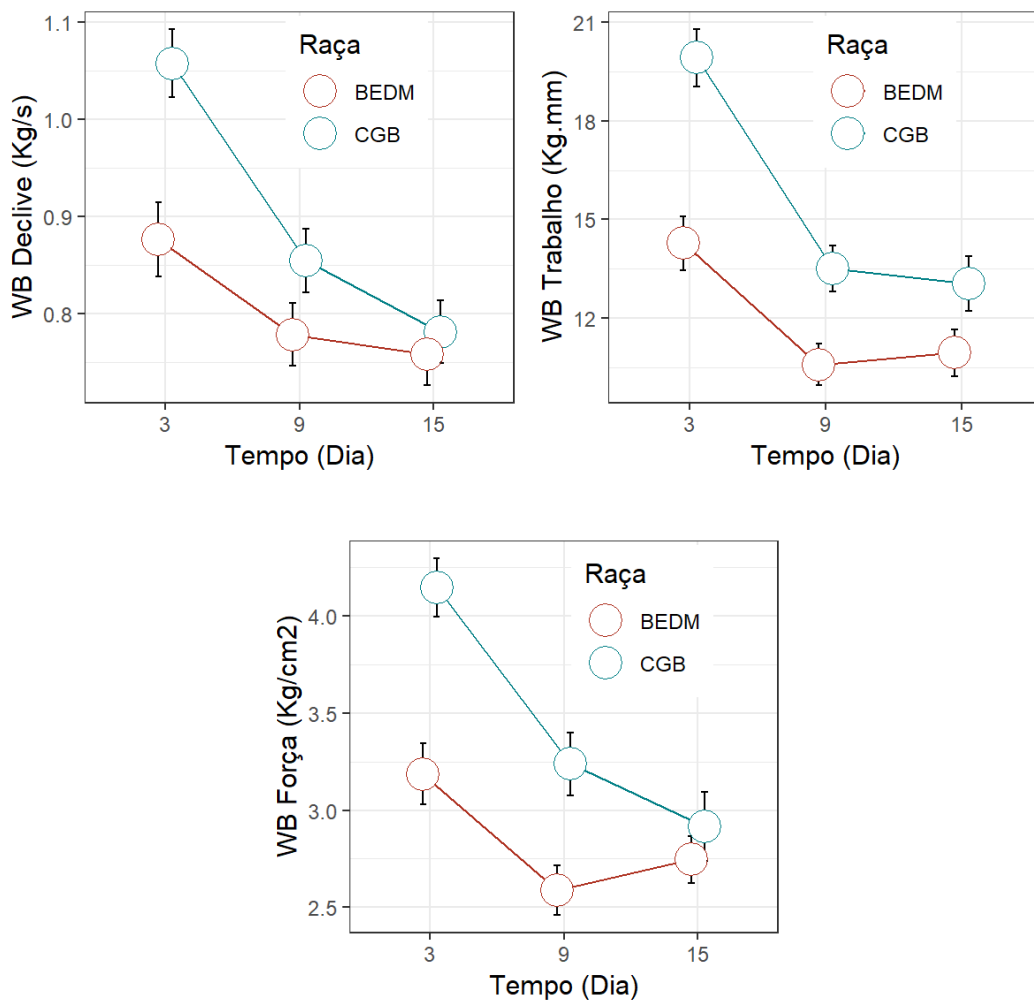 WB Declive (Kg/s)
1.1
1.0
0.9
0.8
Raça
BEDM
CGB
3 9 15
Tempo (Dia)
WB Trabalho (Kg.mm)
21
18
15
12
Raça
BEDM
CGB
3 9 15
Tempo (Dia)
WB Força (Kg/cm2)
4.0
3.5
3.0
2.5
Raça
BEDM
CGB
3 9 15
Tempo (Dia)